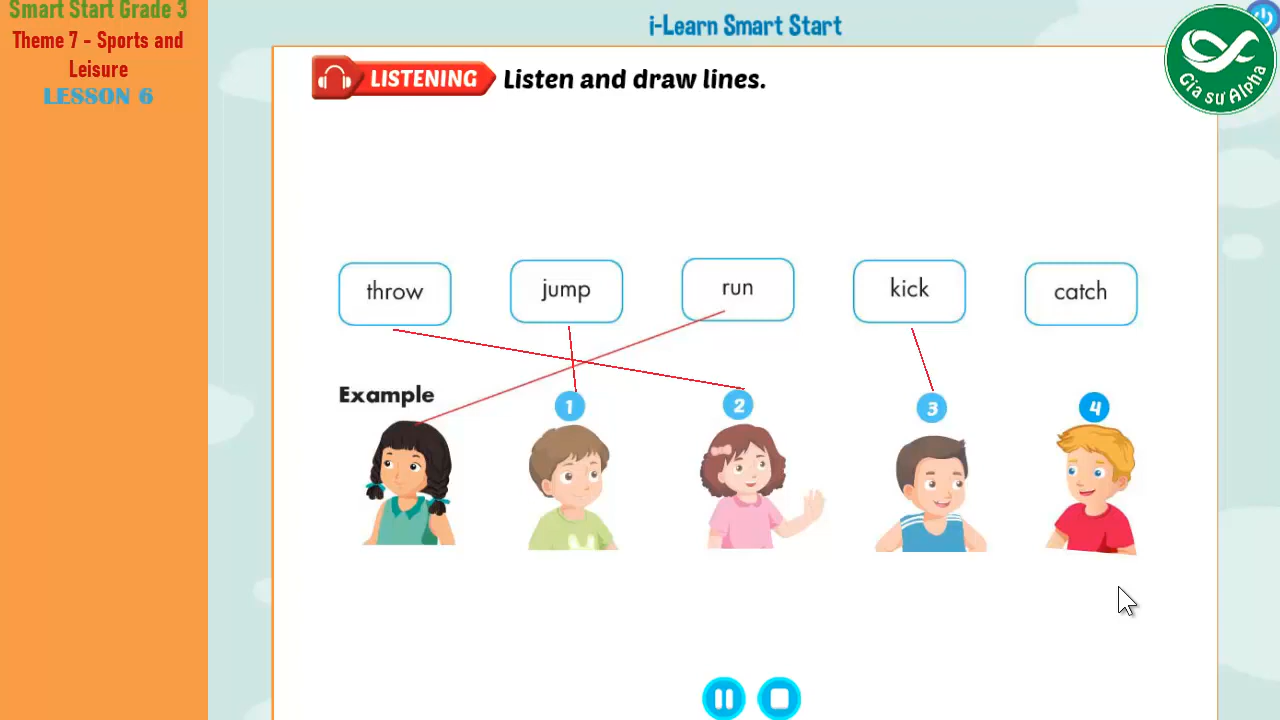 Smart Start Grade 3
Theme 7 - Sports and
Leisure
LESSON 6
i-Learn Smart Start
Gia sư Alpha
LISTENING Listen and draw lines.
throw jump run kick catch
Example 1 2 3 4